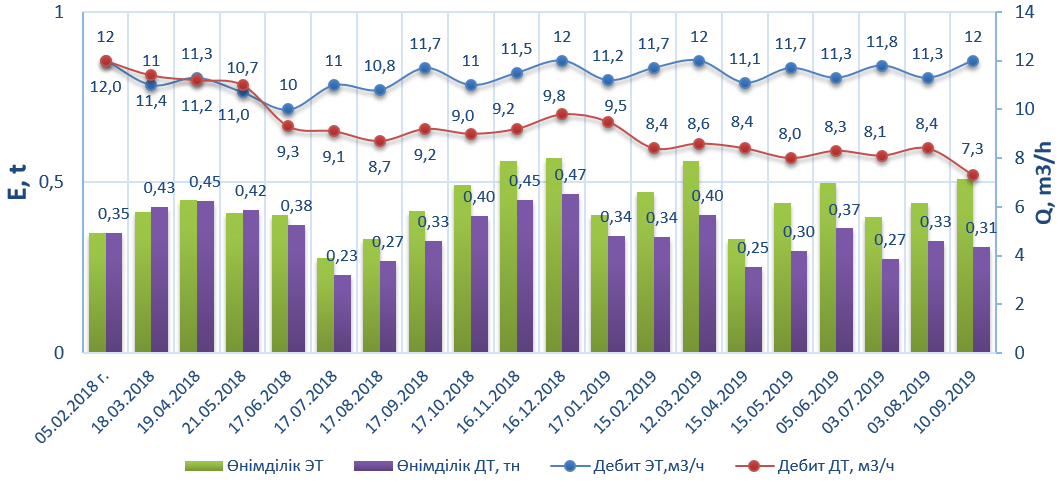 1
14
12 11 11,3 10,7 10 11 10,8 11,7 11 11,5 12 11,2 11,7 12 11,1 11,7 11,3 11,8 11,3 12
12
12,0 11,4 11,2 11,0 9,3 9,1 8,7 9,2 9,0 9,2 9,8 9,5 8,4 8,6 8,4 8,0 8,3 8,1 8,4 7,3
10
8
0,5
6
0,35 0,43 0,45 0,42 0,38 0,23 0,27 0,33 0,40 0,45 0,47 0,34 0,34 0,40 0,25 0,30 0,37 0,27 0,33 0,31
4
2
0
0
E, t
Q, m3/h
05.02.2018 г. 18.03.2018 19.04.2018 21.05.2018 17.06.2018 17.07.2018 17.08.2018 17.09.2018 17.10.2018 16.11.2018 16.12.2018 17.01.2019 15.02.2019 12.03.2019 15.04.2019 15.05.2019 05.06.2019 03.07.2019 03.08.2019 10.09.2019
Өнімділік ЭТ Өнімділік ДТ, тн Дебит ЭТ,м3/ч Дебит ДТ, м3/ч